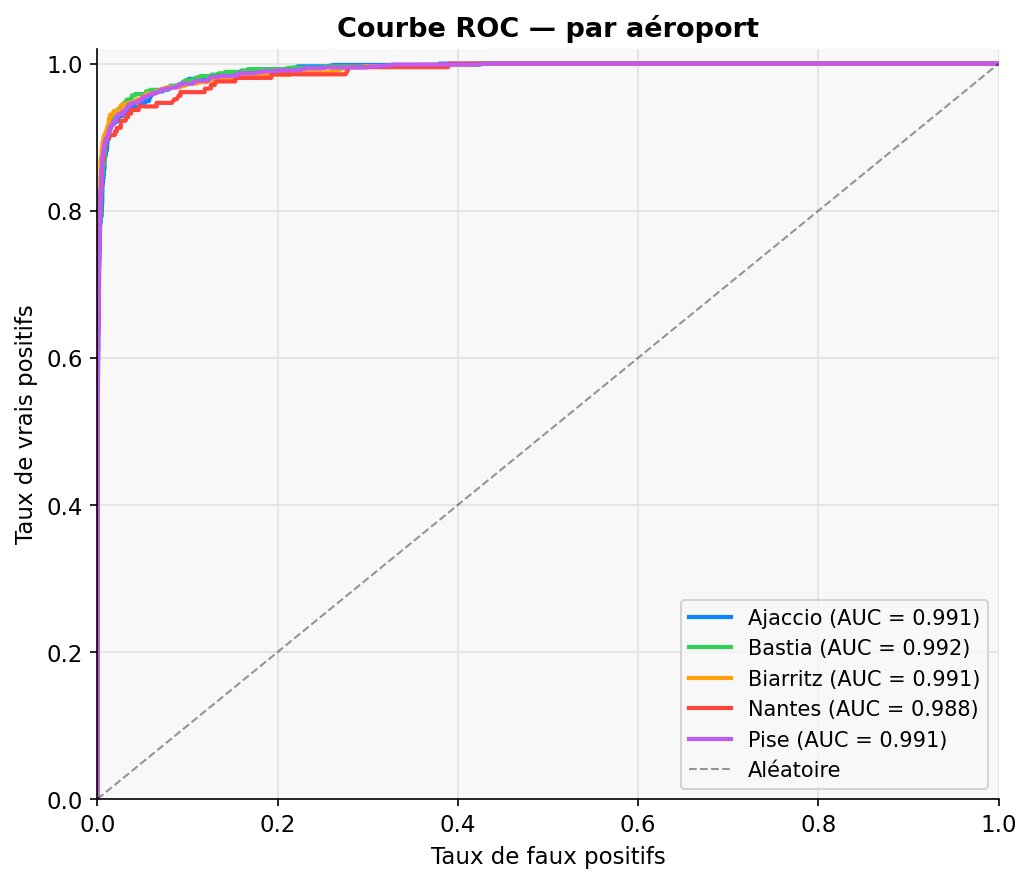 Courbe ROC — par aéroport
Taux de vrais positifs
1.0
0.8
0.6
0.4
0.2
0.0
0.0 0.2 0.4 0.6 0.8 1.0
Taux de faux positifs
Ajaccio (AUC = 0.991)
Bastia (AUC = 0.992)
Biarritz (AUC = 0.991)
Nantes (AUC = 0.988)
Pise (AUC = 0.991)
Aléatoire